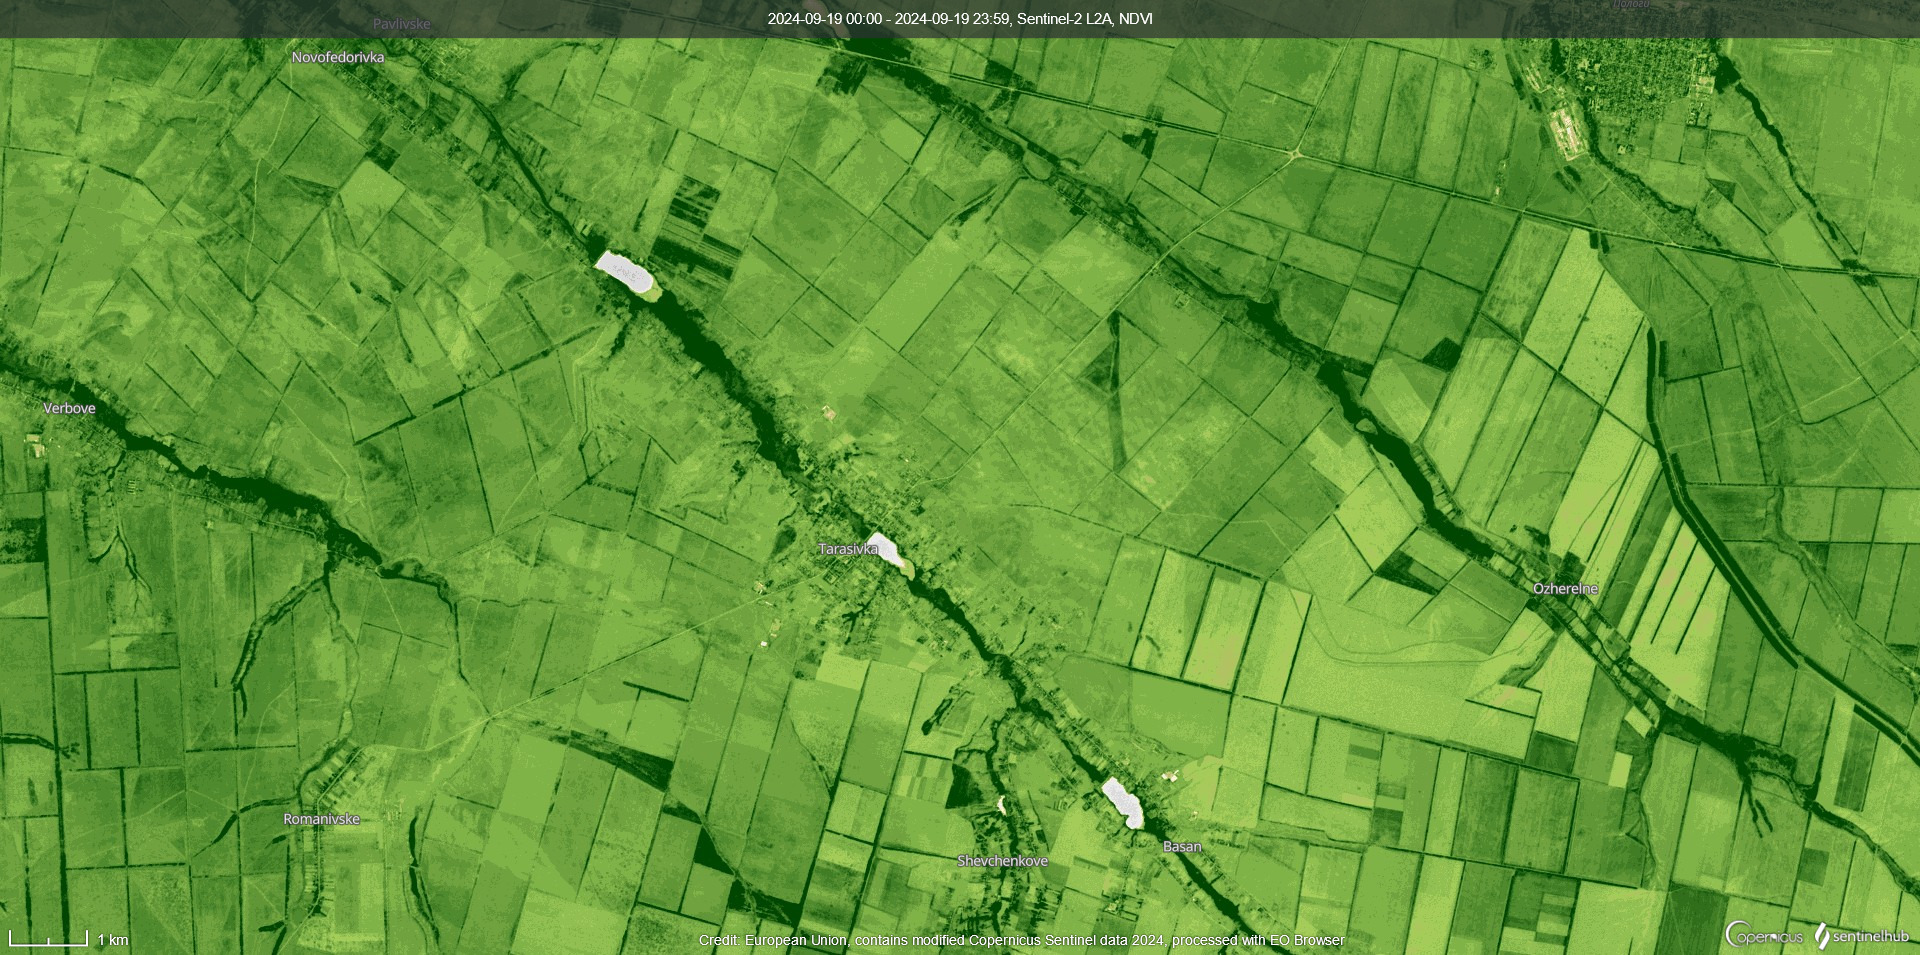 Пологи
2024-09-19 00:00 - 2024-09-19 23:59, Sentinel-2 L2A, NDVI
Pavlivske
Novofedorivka
Verbove
Tarasivka
Ozherelne
Romanivske
Basan
Shevchenkove
1 km
Credit: European Union, contains modified Copernicus Sentinel data 2024, processed with EO Browser
opernicus
sentinelhub